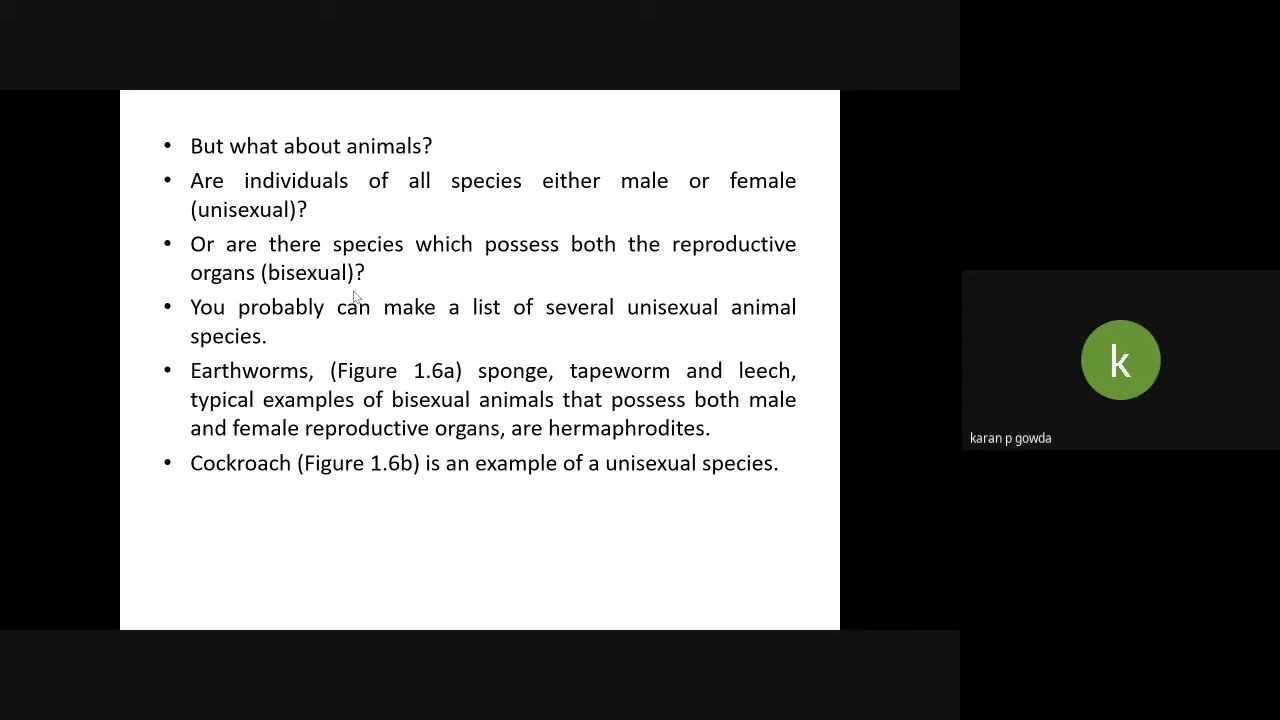 • But what about animals?
• Are individuals of all species either male or female
(unisexual)?
• Or are there species which possess both the reproductive
organs (bisexual)?
• You probably can make a list of several unisexual animal
species.
• Earthworms, (Figure 1.6a) sponge, tapeworm and leech,
typical examples of bisexual animals that possess both male
and female reproductive organs, are hermaphrodites.
• Cockroach (Figure 1.6b) is an example of a unisexual species.
k
karan p gowda